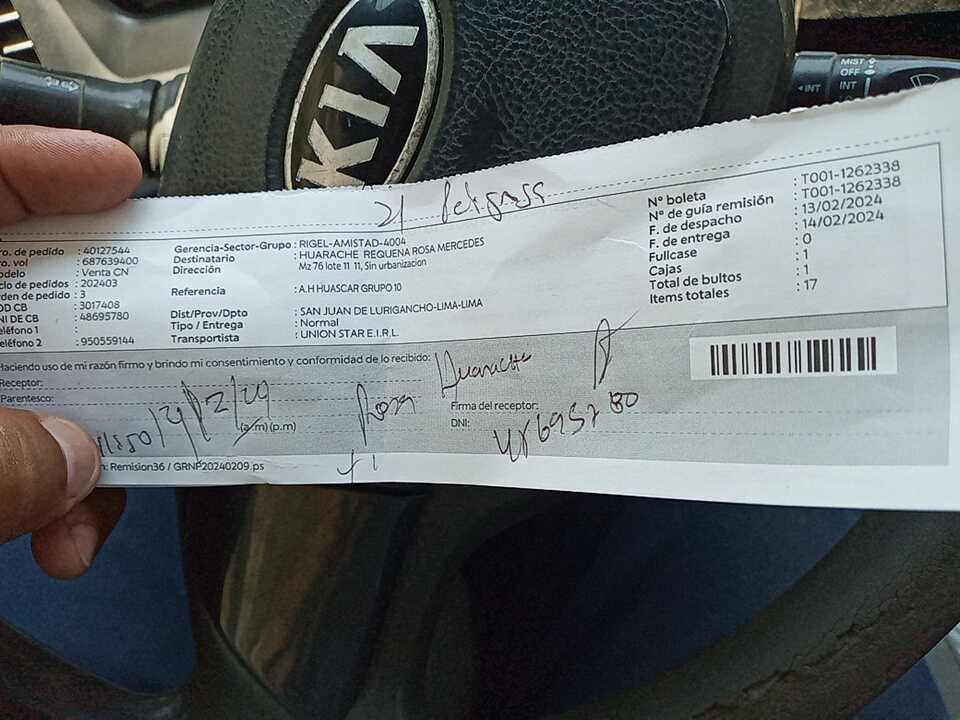 MIST
OFF
INT INT
KIA
21
ro. de pedido : 40127544
ro. vol : 687639400
odelo : Venta CN
clo de pedidos : 202403
rden de pedido : 3
OD CB : 3017408
NI DE CB : 48695780
eléfono 1 :
eléfono 2 : 950559144
Gerencia-Sector-Grupo : RIGEL-AMISTAD-4004
Destinatario : HUARACHE REQUENA ROSA MERCEDES
Dirección Mz 76 lote 11 11, Sin urbanizacion
Referencia : A.H HUASCAR GRUPO 10
Dist/Prov/Dpto : SAN JUAN DE LURIGANCHO-LIMA-LIMA
Tipo / Entrega : Normal
Transportista : UNION STAR E.I.R.L.
N° boleta : T001-1262338
N° de guía remisión : T001-1262338
F. de despacho : 13/02/2024
F. de entrega : 14/02/2024
Fullcase : 0
Cajas : 1
Total de bultos : 1
Items totales : 17
Haciendo uso de mi razón firmo y brindo mi consentimiento y conformidad de lo recibido:
Receptor:
Parentesco:
Rosa Huarache
(a/m) (p.m)
Firma del receptor:
DNI: 48695780
n: Remision36 / GRNP20240209.ps